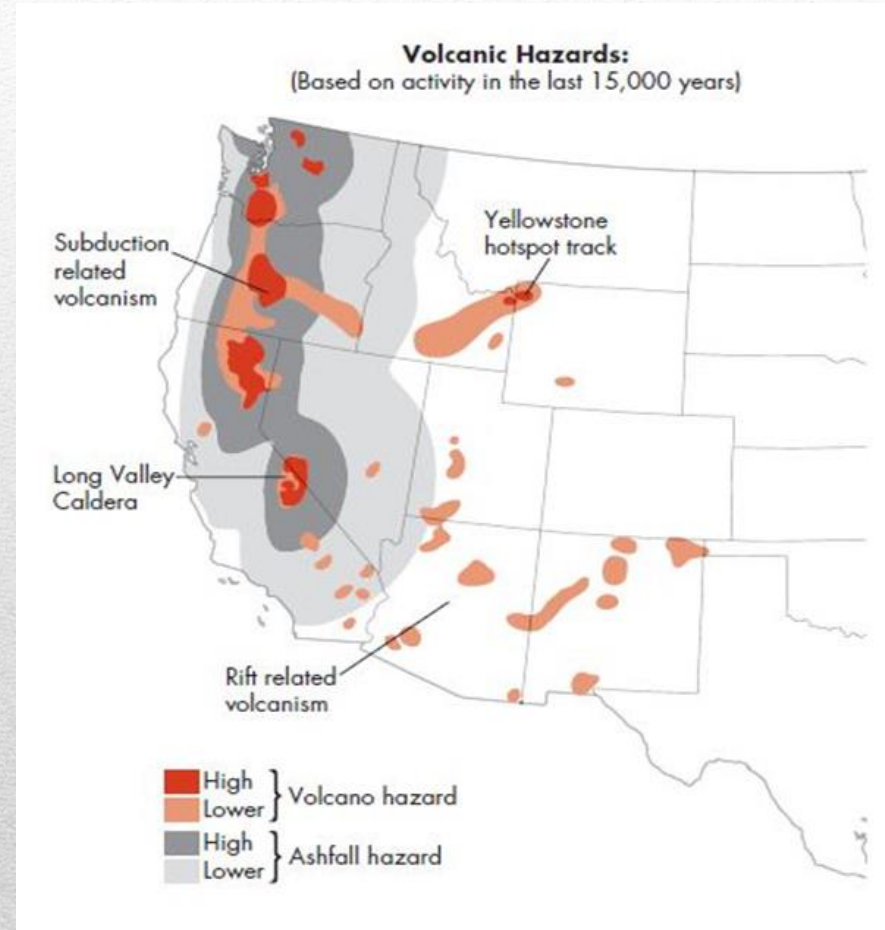 Volcanic Hazards:
(Based on activity in the last 15,000 years)
Yellowstone
hotspot track
Subduction
related
volcanism
Long Valley
Caldera
Rift related
volcanism
High
Lower
Volcano hazard
High
Lower
Ashfall hazard